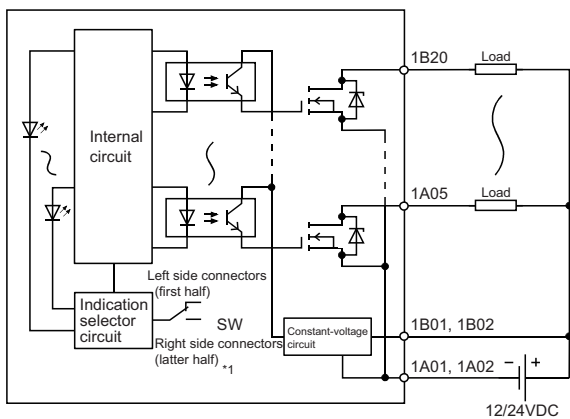 1B20
Load
Internal
circuit
1A05
Load
Left side connectors
(first half)
Indication
selector
circuit
SW
Right side connectors
(latter half)
*1
Constant-voltage
circuit
1B01, 1B02
1A01, 1A02
− +
12/24VDC